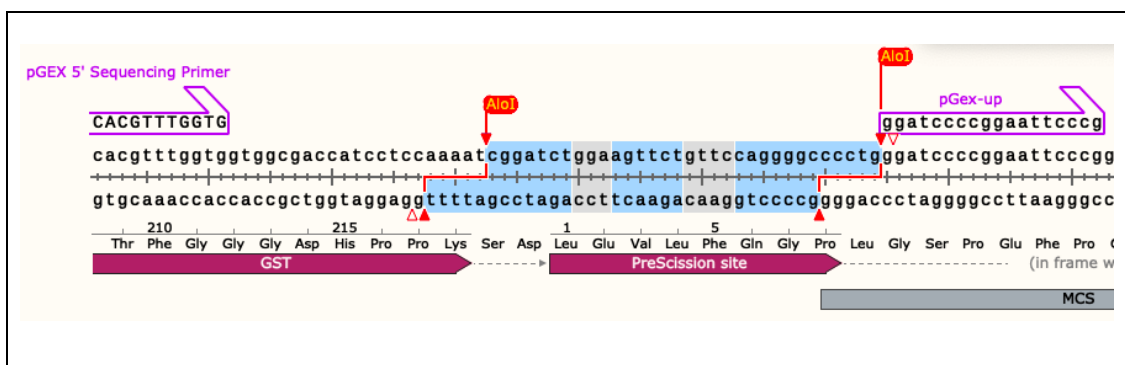 AloI
pGEX 5' Sequencing Primer
AloI
pGex-up
CACGTTTGGTG
ggatccccggaattcccg
cacgtttggtggtggcgaccatcctccaaaatcggatctggaagttctgttccaggggcccctgggatccccggaattcccgg
gtgcaaaccaccaccgctggtaggaggttttagcctagaccttcaagacaaggtccccggggaccctaggggccttaagggcc
210 215 1 5
Thr Phe Gly Gly Gly Asp His Pro Pro Lys Ser Asp Leu Glu Val Leu Phe Gln Gly Pro Leu Gly Ser Pro Glu Phe Pro
GST PreScission site (in frame w
MCS